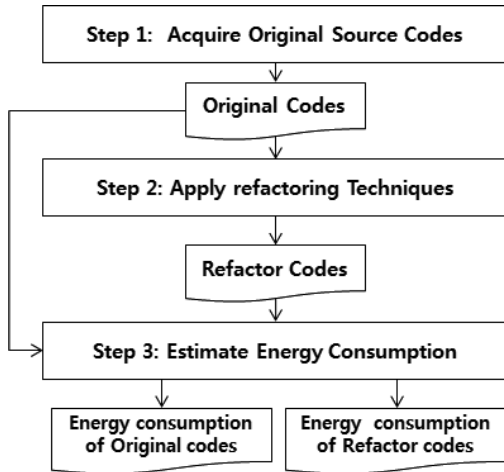 Step 1: Acquire Original Source Codes
Original Codes
Step 2: Apply refactoring Techniques
Refactor Codes
Step 3: Estimate Energy Consumption
Energy consumption
of Original codes
Energy consumption
of Refactor codes